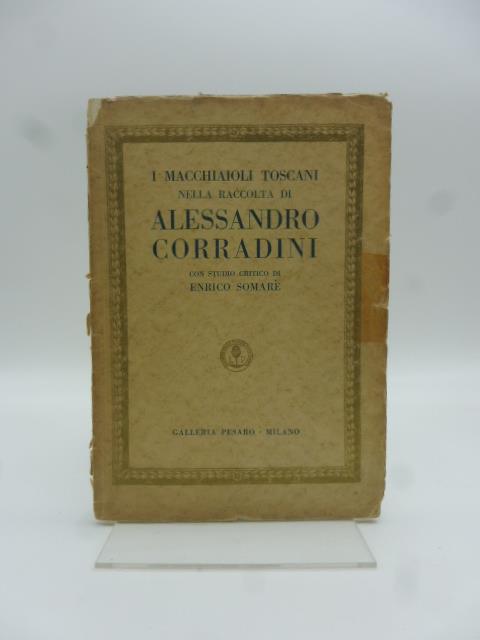 I MACCHIAIOLI TOSCANI
NELLA RACCOLTA DI
ALESSANDRO
CORRADINI
CON STUDIO CRITICO DI
ENRICO SOMARÈ
GALLERIA PESARO - MILANO